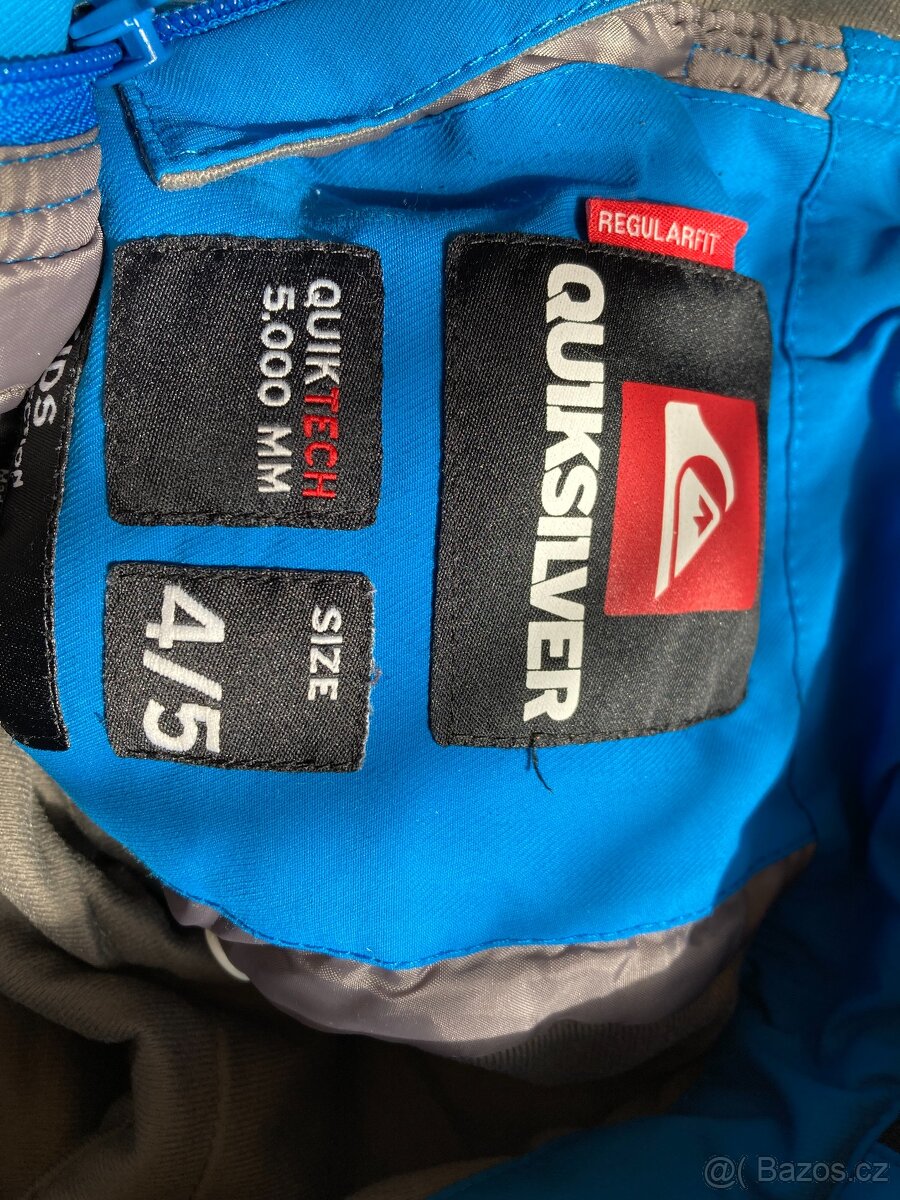 REGULARFIT
QUIKSILVER
QUIKTECH
5.000 MM
SIZE
4/5
@( Bazos.cz